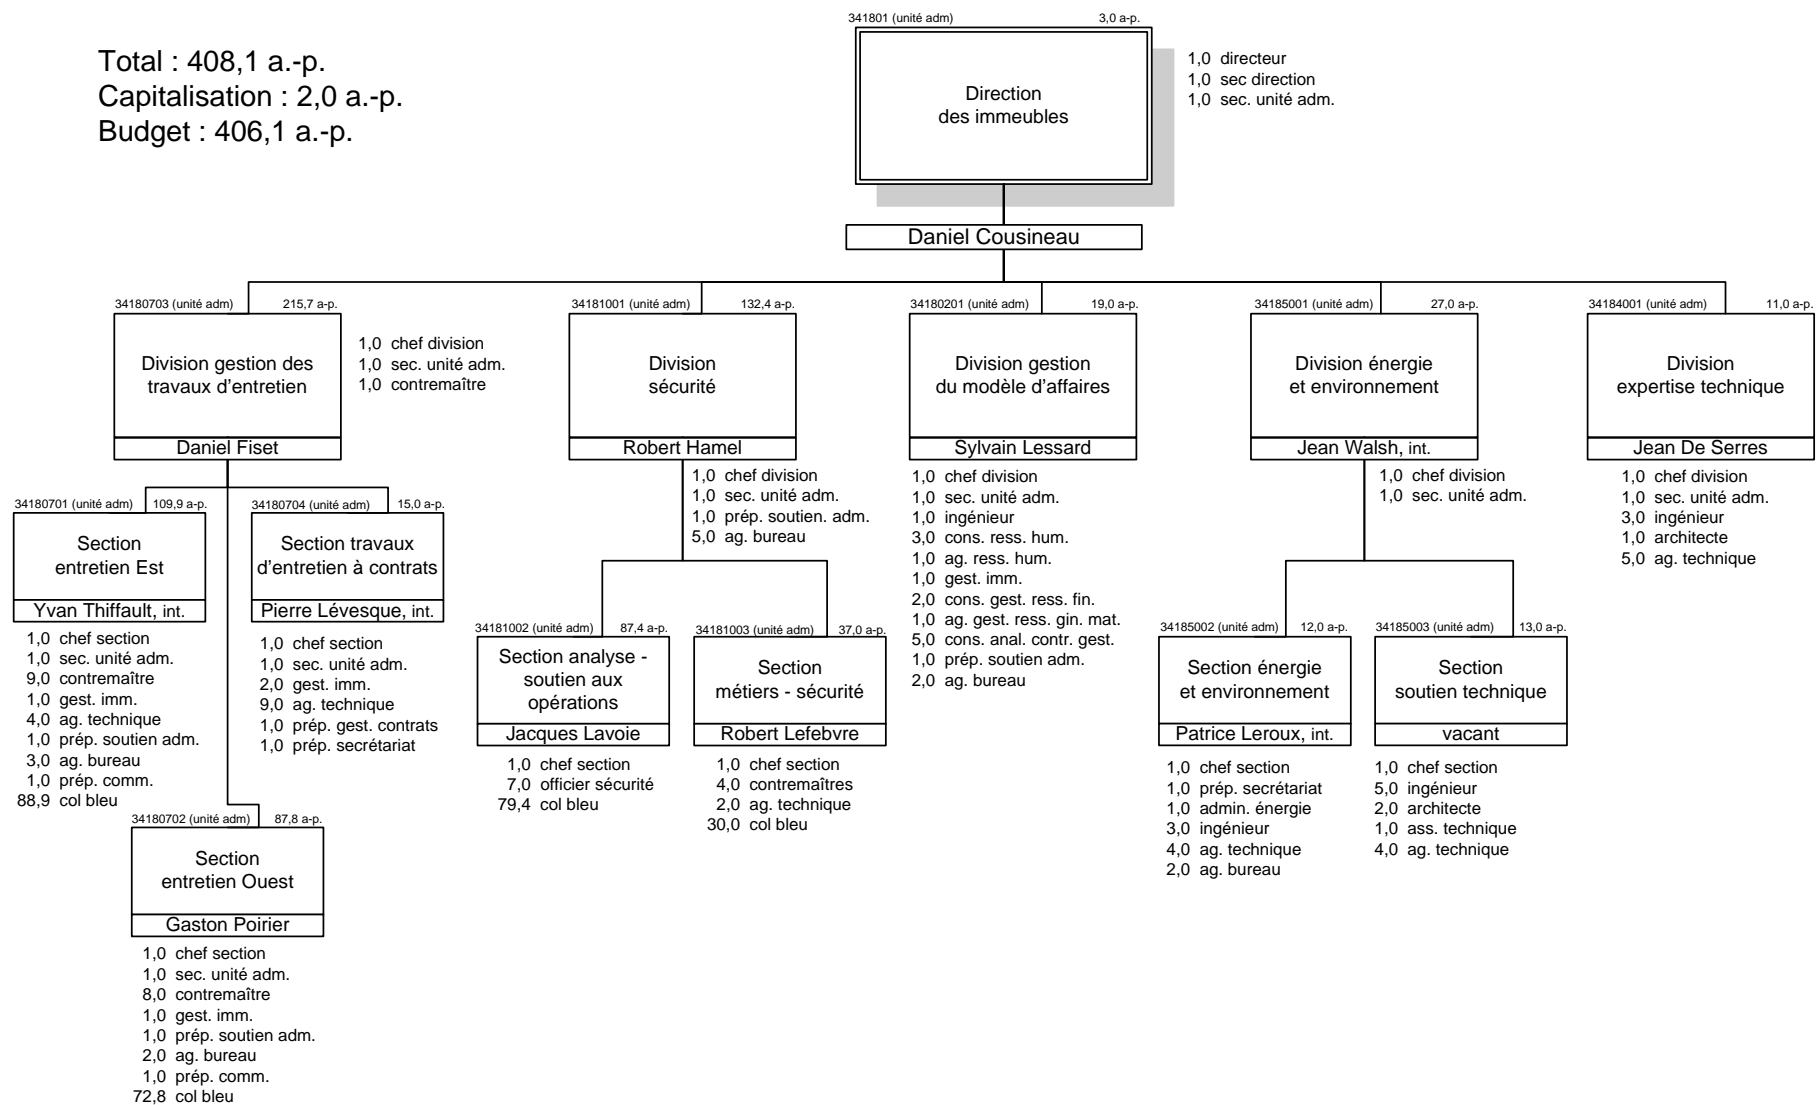 Total : 408,1 a.-p.
Capitalisation : 2,0 a.-p.
Budget : 406,1 a.-p.
341801 (unité adm) 3,0 a-p.
Direction
des immeubles
1,0 directeur
1,0 sec direction
1,0 sec. unité adm.
Daniel Cousineau
34180703 (unité adm) 215,7 a-p.
Division gestion des
travaux d'entretien
Daniel Fiset
1,0 chef division
1,0 sec. unité adm.
1,0 contremaître
34180701 (unité adm) 109,9 a-p.
Section
entretien Est
Yvan Thiffault, int.
1,0 chef section
1,0 sec. unité adm.
9,0 contremaître
1,0 gest. imm.
4,0 ag. technique
1,0 prép. soutien adm.
3,0 ag. bureau
1,0 prép. comm.
88,9 col bleu
34180704 (unité adm) 15,0 a-p.
Section travaux
d'entretien à contrats
Pierre Lévesque, int.
1,0 chef section
1,0 sec. unité adm.
2,0 gest. imm.
9,0 ag. technique
1,0 prép. gest. contrats
1,0 prép. secrétariat
34180702 (unité adm) 87,8 a-p.
Section
entretien Ouest
Gaston Poirier
1,0 chef section
1,0 sec. unité adm.
8,0 contremaître
1,0 gest. imm.
1,0 prép. soutien adm.
2,0 ag. bureau
1,0 prép. comm.
72,8 col bleu
34181001 (unité adm) 132,4 a-p.
Division
sécurité
Robert Hamel
1,0 chef division
1,0 sec. unité adm.
1,0 prép. soutien. adm.
5,0 ag. bureau
34181002 (unité adm) 87,4 a-p.
Section analyse -
soutien aux
opérations
Jacques Lavoie
1,0 chef section
7,0 officier sécurité
79,4 col bleu
34181003 (unité adm) 37,0 a-p.
Section
métiers - sécurité
Robert Lefebvre
1,0 chef section
4,0 contremaîtres
2,0 ag. technique
30,0 col bleu
34180201 (unité adm) 19,0 a-p.
Division gestion
du modèle d'affaires
Sylvain Lessard
1,0 chef division
1,0 sec. unité adm.
1,0 ingénieur
3,0 cons. ress. hum.
1,0 ag. ress. hum.
1,0 gest. imm.
2,0 cons. gest. ress. fin.
1,0 ag. gest. ress. gin. mat.
5,0 cons. anal. contr. gest.
1,0 prép. soutien adm.
2,0 ag. bureau
34185001 (unité adm) 27,0 a-p.
Division énergie
et environnement
Jean Walsh, int.
1,0 chef division
1,0 sec. unité adm.
34185002 (unité adm) 12,0 a-p.
Section énergie
et environnement
Patrice Leroux, int.
1,0 chef section
1,0 prép. secrétariat
1,0 admin. énergie
3,0 ingénieur
4,0 ag. technique
2,0 ag. bureau
34185003 (unité adm) 13,0 a-p.
Section
soutien technique
vacant
1,0 chef section
5,0 ingénieur
2,0 architecte
1,0 ass. technique
4,0 ag. technique
34184001 (unité adm) 11,0 a-p.
Division
expertise technique
Jean De Serres
1,0 chef division
1,0 sec. unité adm.
3,0 ingénieur
1,0 architecte
5,0 ag. technique